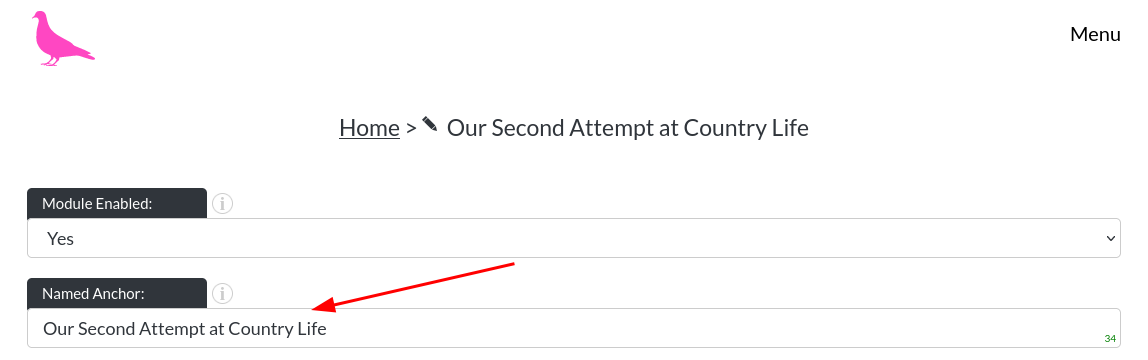 Menu
Home > Our Second Attempt at Country Life
Module Enabled: i
Yes
Named Anchor: i
Our Second Attempt at Country Life
34